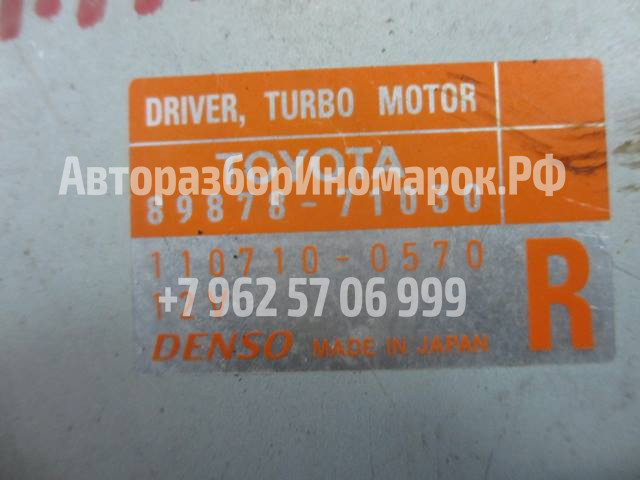 DRIVER, TURBO MOTOR
TOYOTA
АвторазборИномарок.РФ
89878-71030
110710-0570
12V
+7 962 57 06 999
R
DENSO MADE IN JAPAN